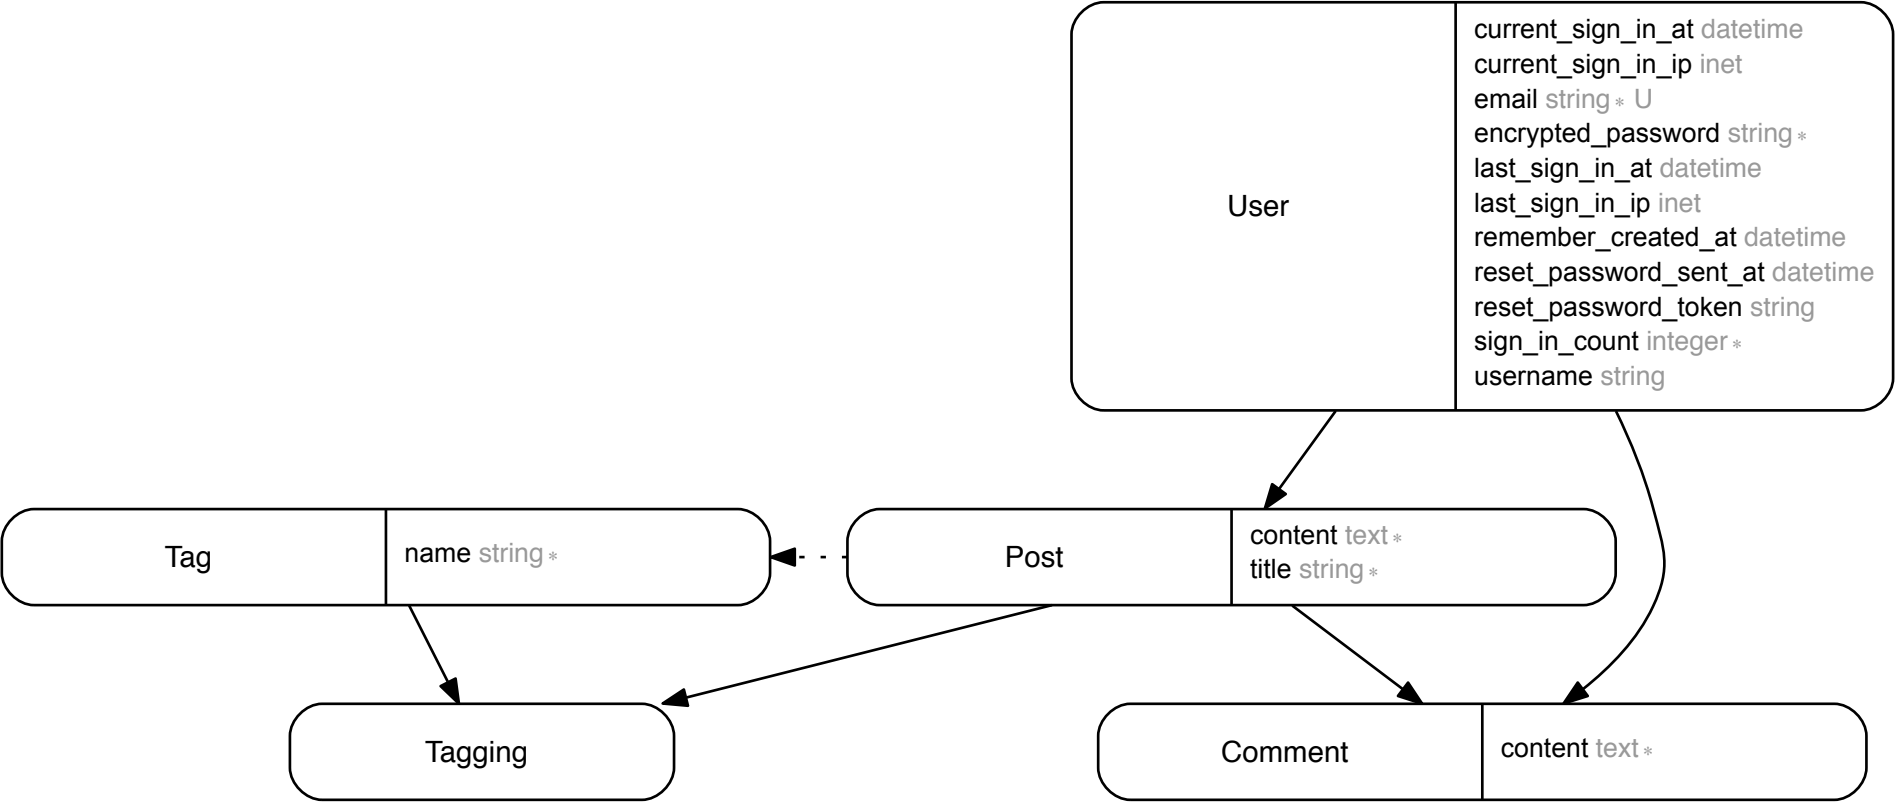 User
current_sign_in_at datetime
current_sign_in_ip inet
email string * U
encrypted_password string *
last_sign_in_at datetime
last_sign_in_ip inet
remember_created_at datetime
reset_password_sent_at datetime
reset_password_token string
sign_in_count integer *
username string
Tag
name string *
Post
content text *
title string *
Tagging
Comment
content text *